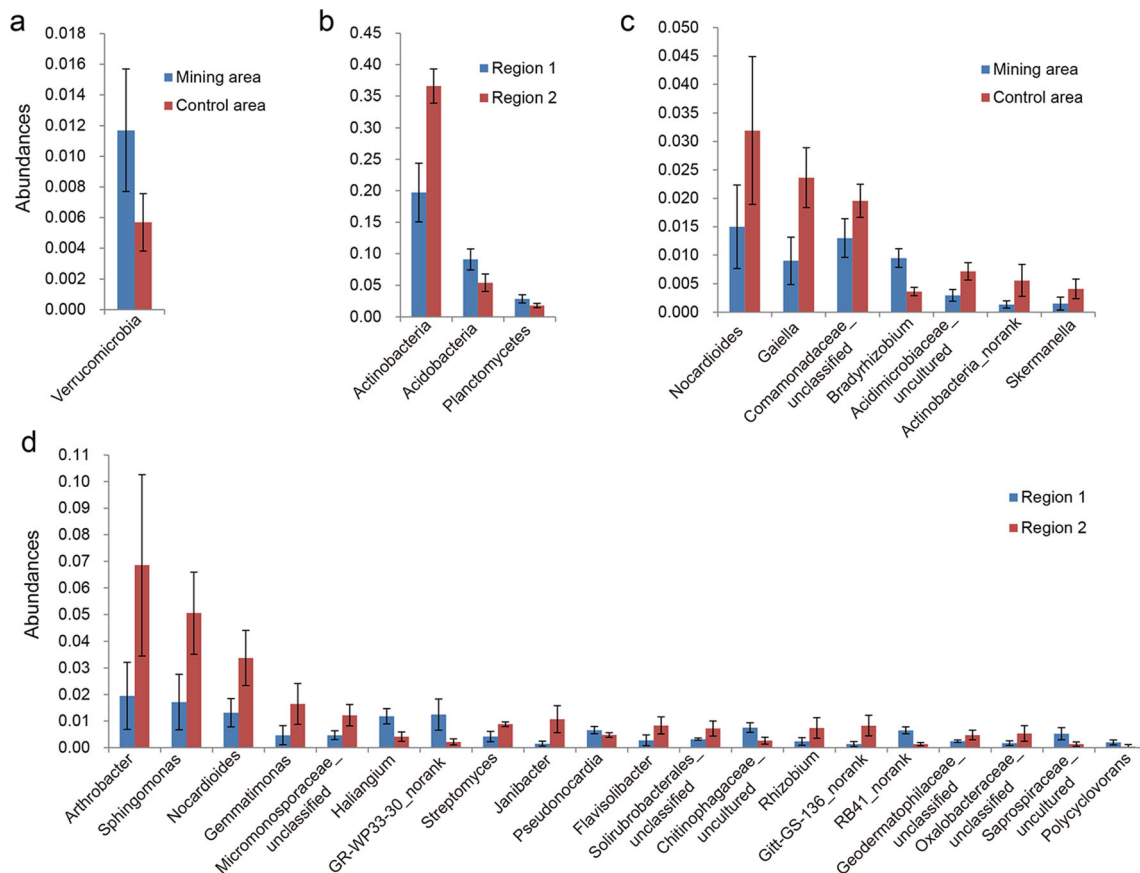 a
0.018
0.016
0.014
0.012
0.010
0.008
0.006
0.004
0.002
0.000
Abundances
Mining area
Control area
Verrucomicrobia
b
0.45
0.40
0.35
0.30
0.25
0.20
0.15
0.10
0.05
0.00
Region 1
Region 2
Actinobacteria
Acidobacteria
Planctomycetes
c
0.050
0.045
0.040
0.035
0.030
0.025
0.020
0.015
0.010
0.005
0.000
Mining area
Control area
Nocardioides
Gaiella
Comamonadaceae_
unclassified
Bradyrhizobium
Acidimicrobiaceae_
uncultured
Actinobacteria_norank
Skermanella
d
0.11
0.10
0.09
0.08
0.07
0.06
0.05
0.04
0.03
0.02
0.01
0.00
Abundances
Region 1
Region 2
Arthrobacter
Sphingomonas
Nocardioides
Gemmatimonas
Micromonosporaceae_
unclassified
Haliangium
GR-WP33-30_norank
Streptomyces
Janibacter
Pseudonocardia
Flavisolibacter
Solirubrobacterales_
unclassified
Chitinophagaceae_
uncultured
Rhizobium
Gitt-GS-136_norank
RB41_norank
Geodermatophilaceae_
unclassified
Oxalobacteraceae_
unclassified
Saprospiraceae_
uncultured
Polycyclovorans